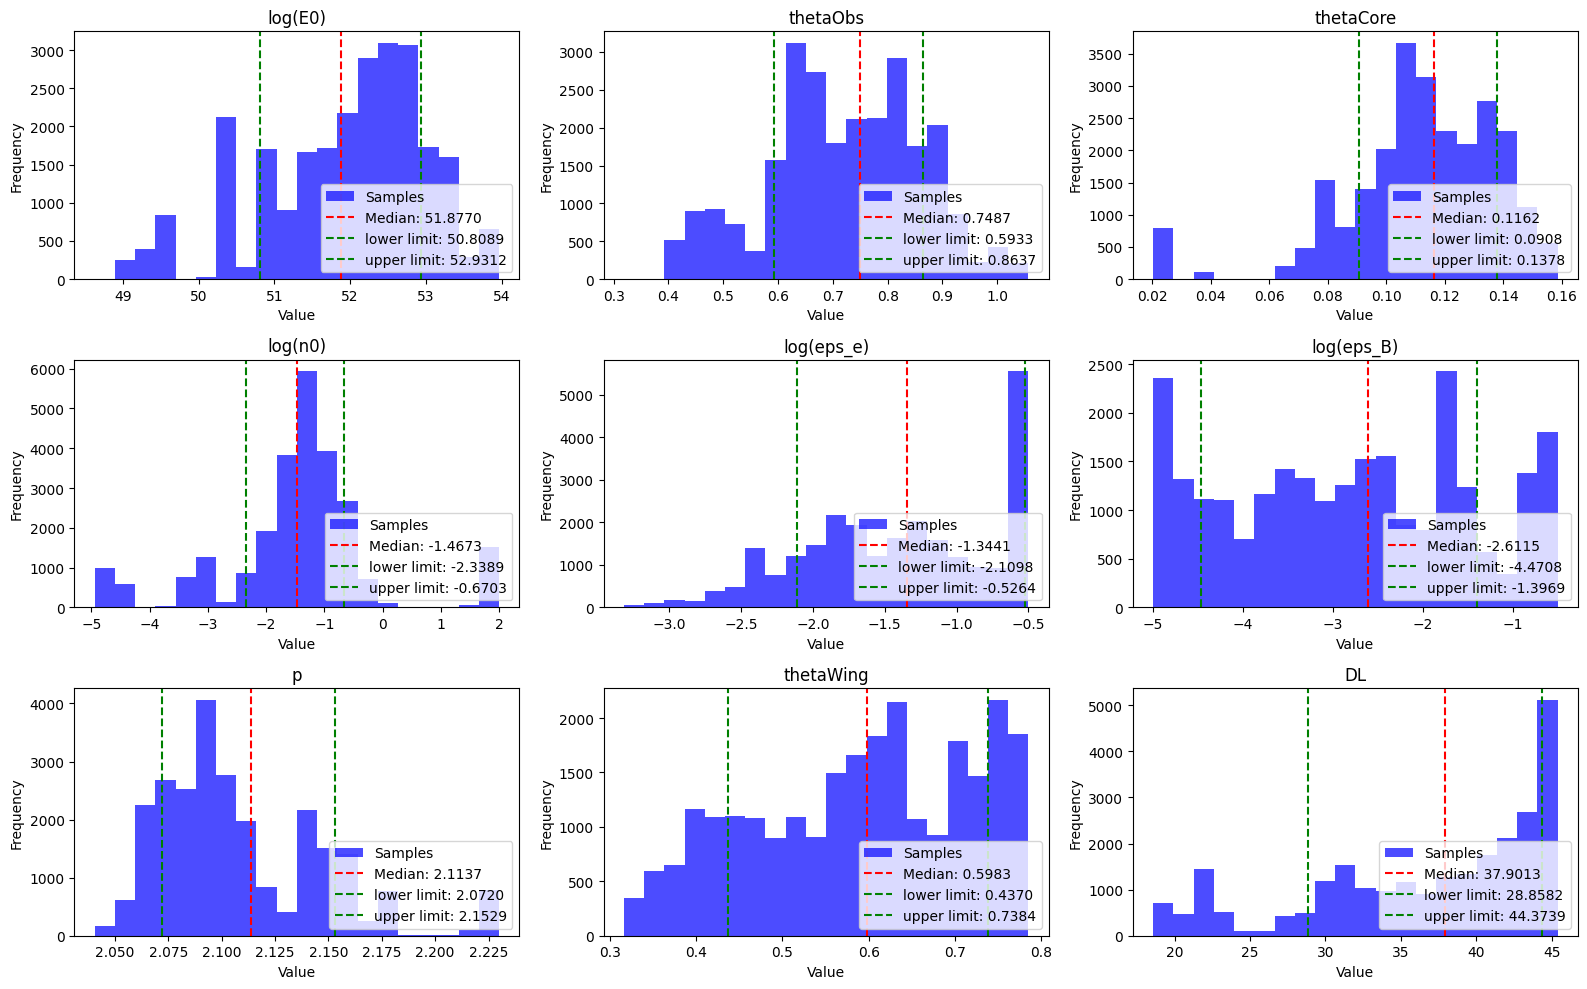 log(E0)
3000
2500
2000
1500
1000
500
0
Frequency
Samples
Median: 51.8770
lower limit: 50.8089
upper limit: 52.9312
49 50 51 52 53 54
Value
thetaObs
3000
2500
2000
1500
1000
500
0
Frequency
Samples
Median: 0.7487
lower limit: 0.5933
upper limit: 0.8637
0.3 0.4 0.5 0.6 0.7 0.8 0.9 1.0
Value
thetaCore
3500
3000
2500
2000
1500
1000
500
0
Frequency
Samples
Median: 0.1162
lower limit: 0.0908
upper limit: 0.1378
0.02 0.04 0.06 0.08 0.10 0.12 0.14 0.16
Value
log(n0)
6000
5000
4000
3000
2000
1000
0
Frequency
Samples
Median: -1.4673
lower limit: -2.3389
upper limit: -0.6703
−5 −4 −3 −2 −1 0 1 2
Value
log(eps_e)
5000
4000
3000
2000
1000
0
Frequency
Samples
Median: -1.3441
lower limit: -2.1098
upper limit: -0.5264
−3.0 −2.5 −2.0 −1.5 −1.0 −0.5
Value
log(eps_B)
2500
2000
1500
1000
500
0
Frequency
Samples
Median: -2.6115
lower limit: -4.4708
upper limit: -1.3969
−5 −4 −3 −2 −1
Value
p
4000
3000
2000
1000
0
Frequency
Samples
Median: 2.1137
lower limit: 2.0720
upper limit: 2.1529
2.050 2.075 2.100 2.125 2.150 2.175 2.200 2.225
Value
thetaWing
2000
1500
1000
500
0
Frequency
Samples
Median: 0.5983
lower limit: 0.4370
upper limit: 0.7384
0.3 0.4 0.5 0.6 0.7 0.8
Value
DL
5000
4000
3000
2000
1000
0
Frequency
Samples
Median: 37.9013
lower limit: 28.8582
upper limit: 44.3739
20 25 30 35 40 45
Value